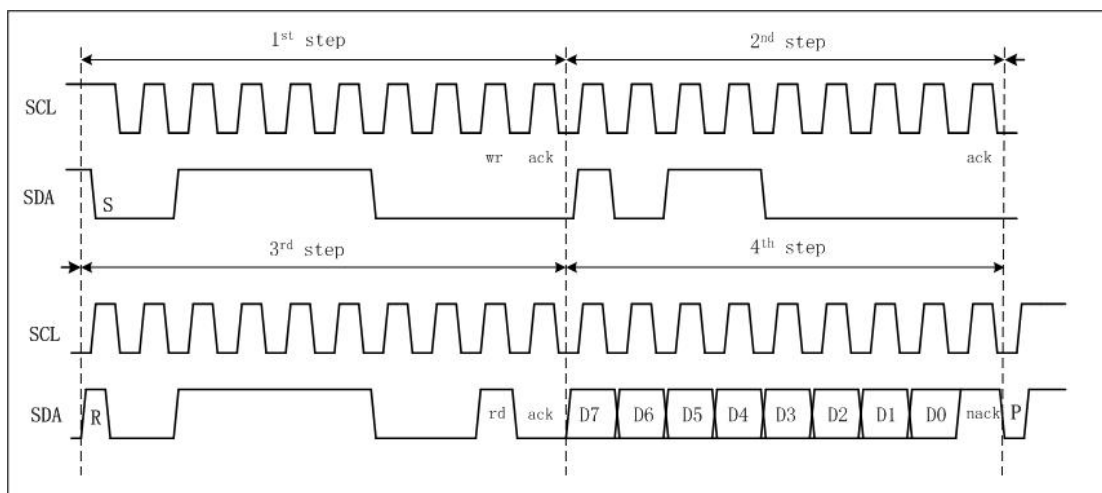 1st step 2nd step
SCL
wr ack ack
SDA S
3rd step 4th step
SCL
SDA R rd ack D7 D6 D5 D4 D3 D2 D1 D0 nack P